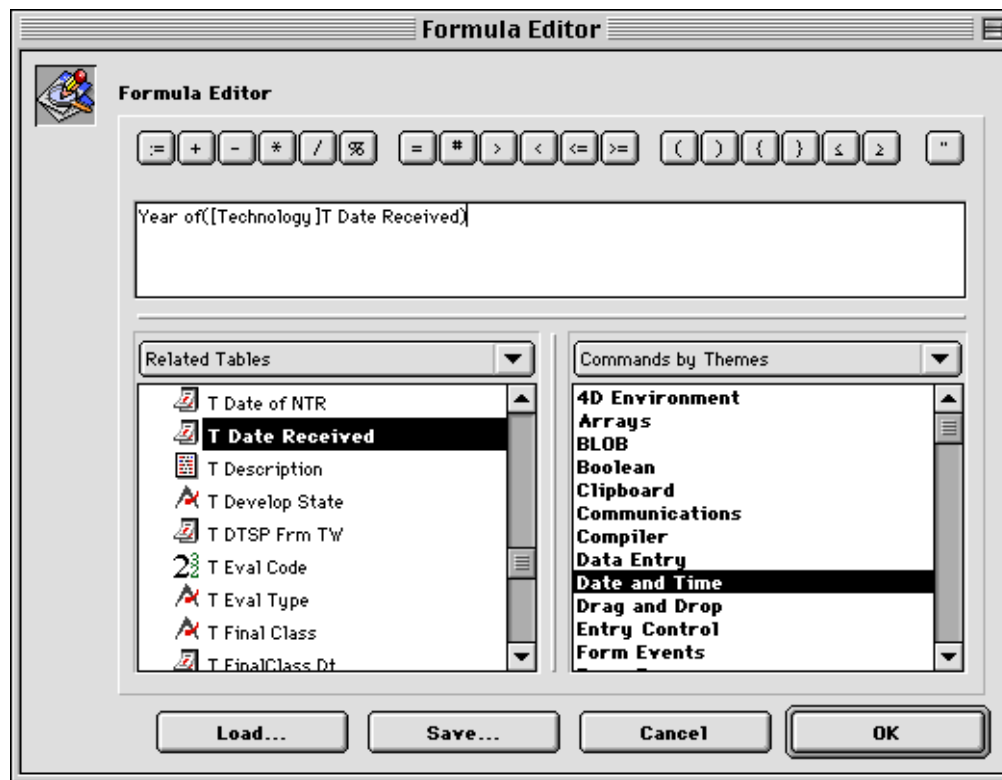 Formula Editor
Formula Editor
:= + - * / % = # > < <= >= ( ) { } ≤ ≥ "
Year of([Technology ]T Date Received)
Related Tables
T Date of NTR
T Date Received
T Description
T Develop State
T DTSP Frm TW
T Eval Code
T Eval Type
T Final Class
T FinalClass Dt
Commands by Themes
4D Environment
Arrays
BLOB
Boolean
Clipboard
Communications
Compiler
Data Entry
Date and Time
Drag and Drop
Entry Control
Form Events
Load... Save... Cancel OK